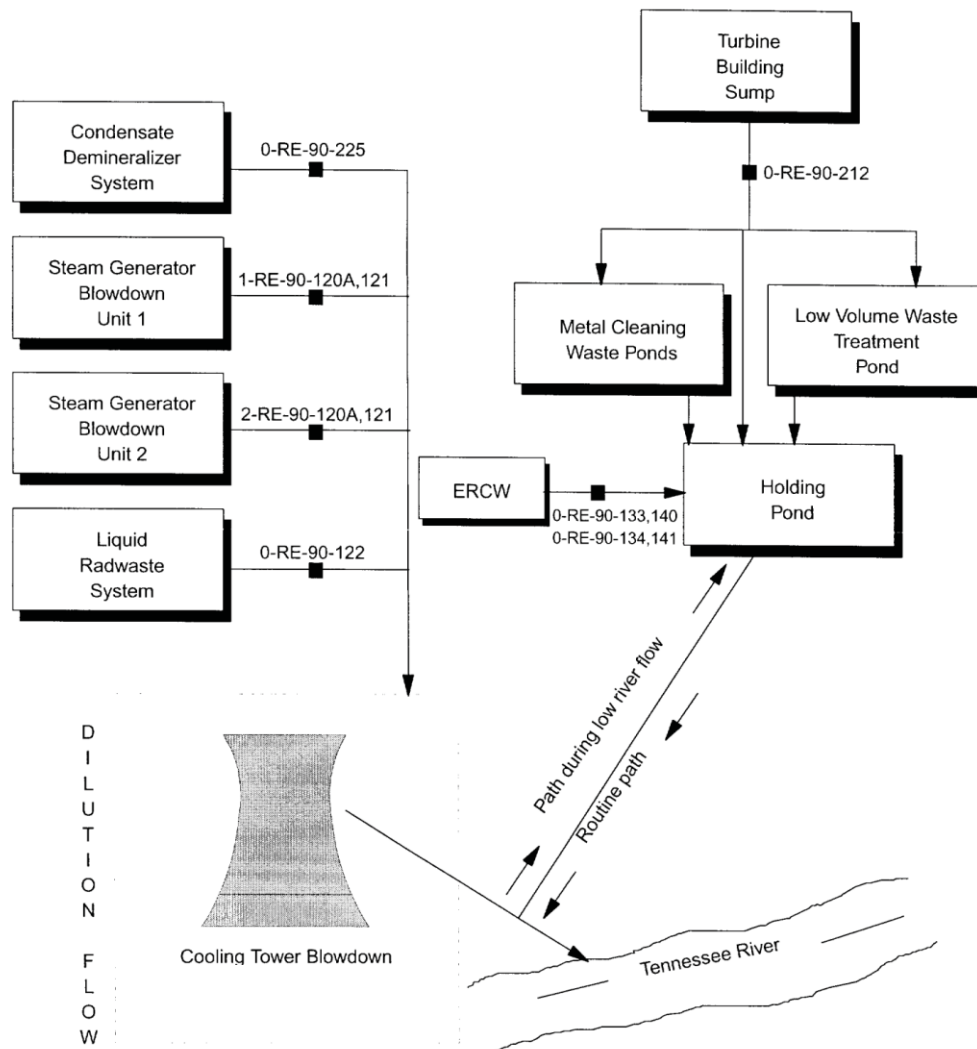 Turbine
Building
Sump
Condensate
Demineralizer
System
0-RE-90-225
0-RE-90-212
Steam Generator
Blowdown
Unit 1
1-RE-90-120A,121
Metal Cleaning
Waste Ponds
Low Volume Waste
Treatment
Pond
Steam Generator
Blowdown
Unit 2
2-RE-90-120A,121
ERCW
0-RE-90-133,140
0-RE-90-134,141
Holding
Pond
Liquid
Radwaste
System
0-RE-90-122
Path during low river flow
Routine path
DILUTION FLOW
Cooling Tower Blowdown
Tennessee River